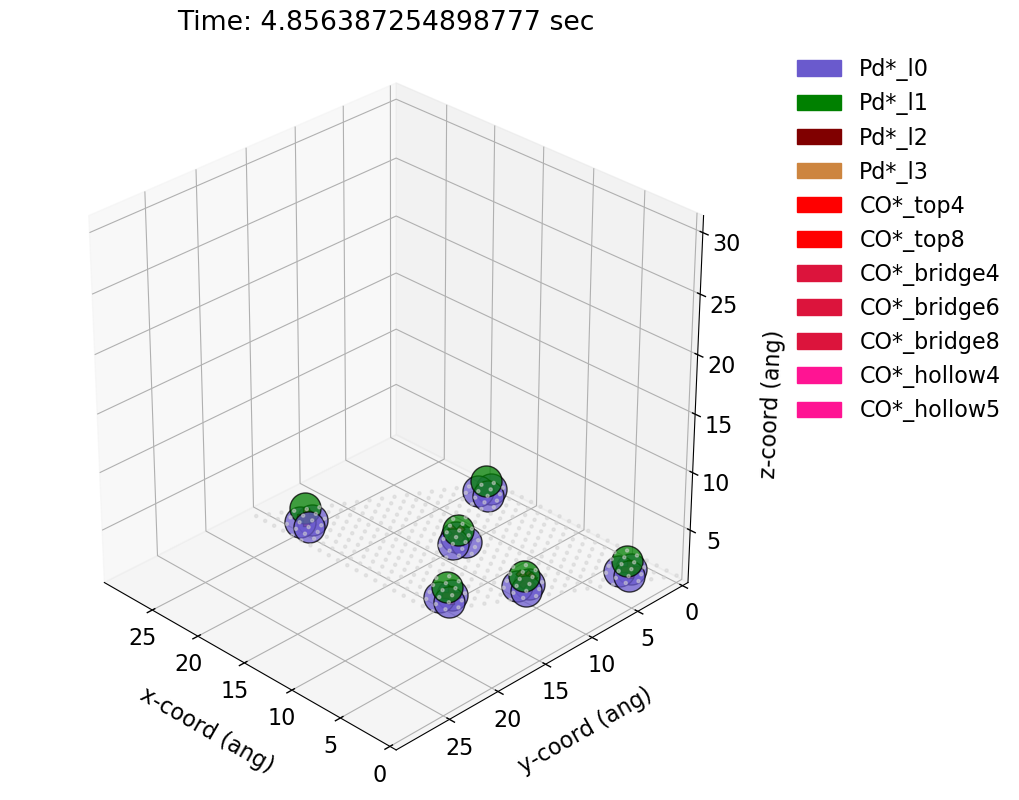 Time: 4.856387254898777 sec
Pd*_l0
Pd*_l1
Pd*_l2
Pd*_l3
CO*_top4
CO*_top8
CO*_bridge4
CO*_bridge6
CO*_bridge8
CO*_hollow4
CO*_hollow5
30
25
20
15
10
5
z-coord (ang)
25
20
15
10
5
0
x-coord (ang)
0
5
10
15
20
25
y-coord (ang)